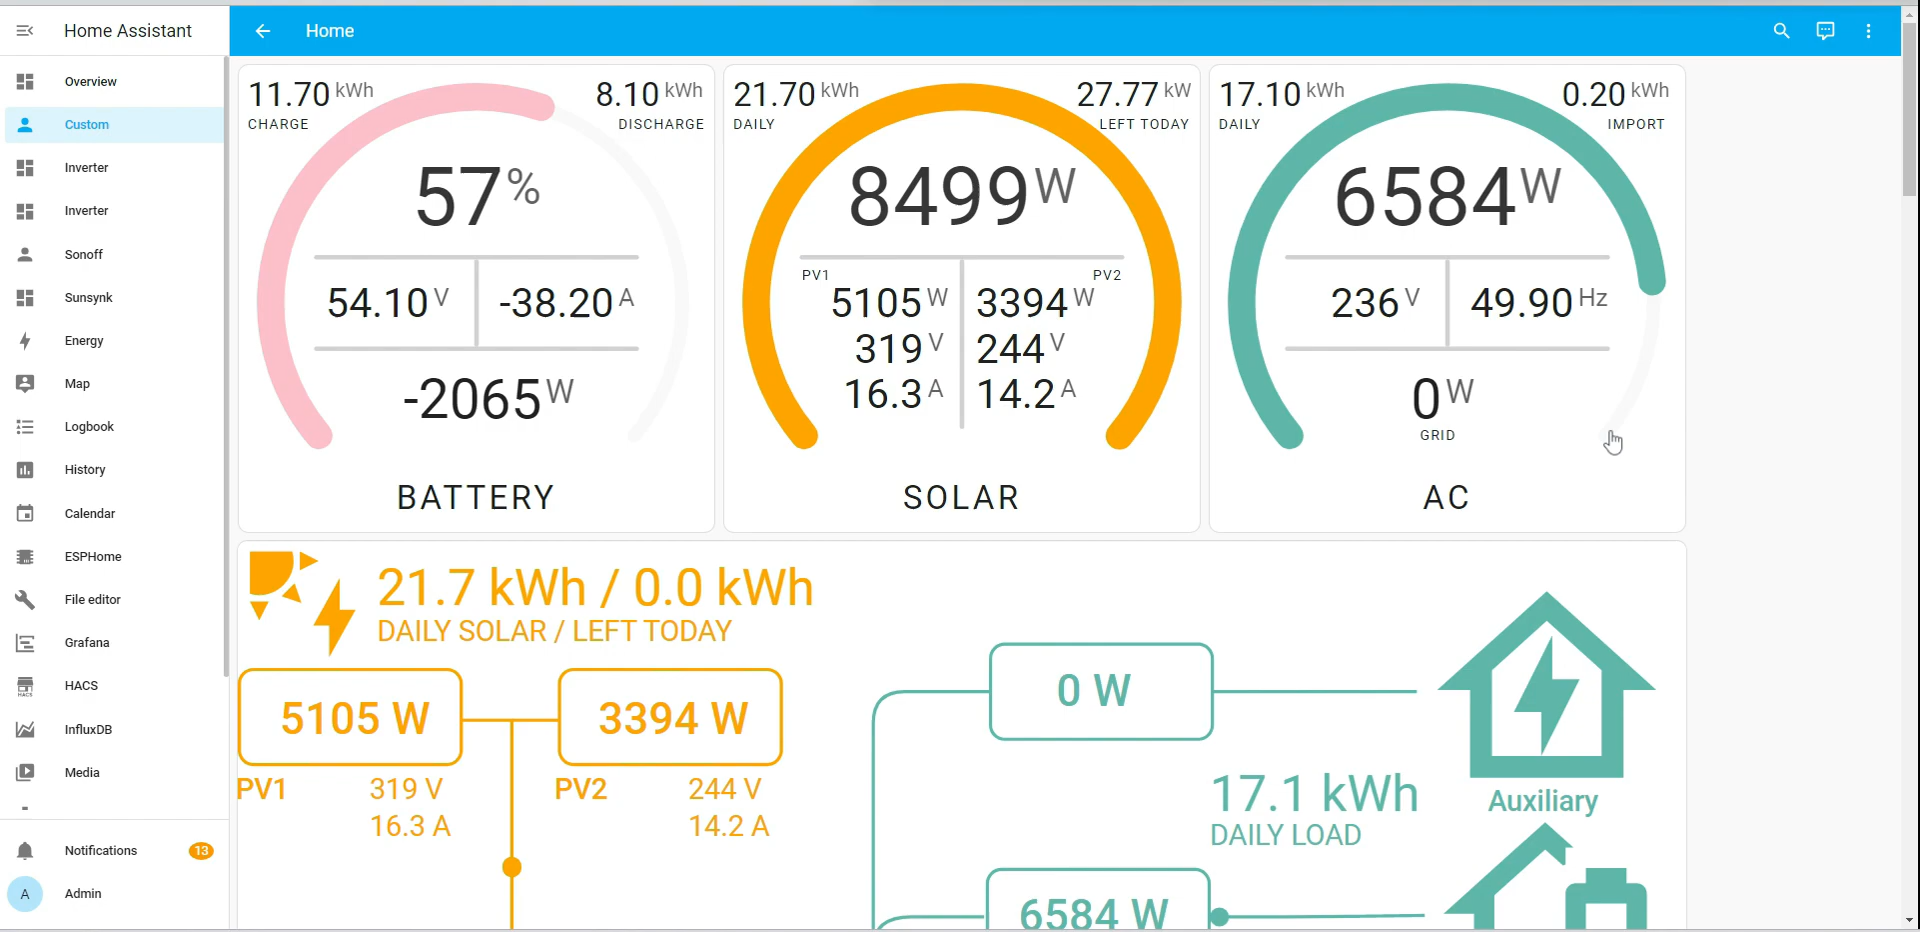 Home Assistant
Home
Overview
Custom
Inverter
Inverter
Sonoff
Sunsynk
Energy
Map
Logbook
History
Calendar
ESPHome
File editor
Grafana
HACS
HACS
InfluxDB
Media
Notifications 13
A Admin
11.70 kWh 8.10 kWh
CHARGE DISCHARGE
57 %
54.10 V -38.20 A
-2065 W
BATTERY
21.70 kWh 27.77 kW
DAILY LEFT TODAY
8499 W
PV1 PV2
5105 W 3394 W
319 V 244 V
16.3 A 14.2 A
SOLAR
17.10 kWh 0.20 kWh
DAILY IMPORT
6584 W
236 V 49.90 Hz
0 W
GRID
AC
21.7 kWh / 0.0 kWh
DAILY SOLAR / LEFT TODAY
5105 W 3394 W
PV1 319 V PV2 244 V
16.3 A 14.2 A
0 W
Auxiliary
17.1 kWh
DAILY LOAD
6584 W